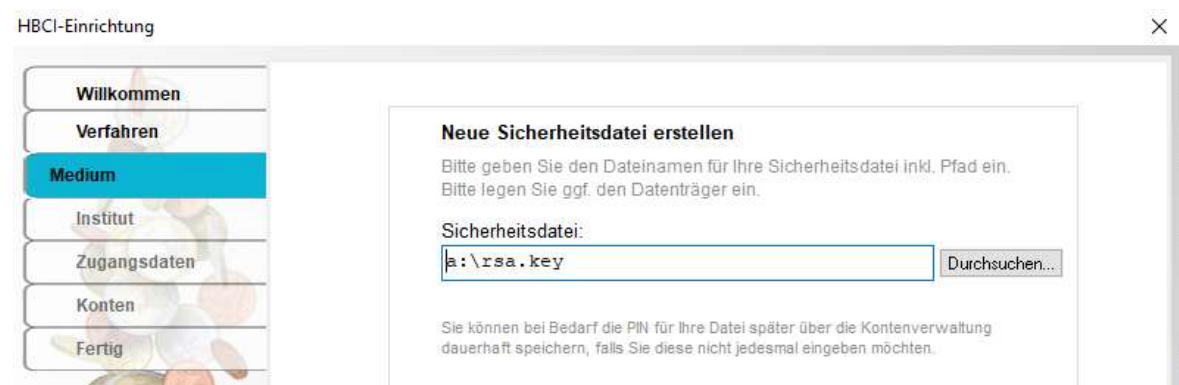 HBCI-Einrichtung
Willkommen
Verfahren
Medium
Institut
Zugangsdaten
Konten
Fertig
Neue Sicherheitsdatei erstellen
Bitte geben Sie den Dateinamen für Ihre Sicherheitsdatei inkl. Pfad ein.
Bitte legen Sie ggf. den Datenträger ein.
Sicherheitsdatei:
a:\rsa.key
Durchsuchen...
Sie können bei Bedarf die PIN für Ihre Datei später über die Kontenverwaltung
dauerhaft speichern, falls Sie diese nicht jedesmal eingeben möchten.